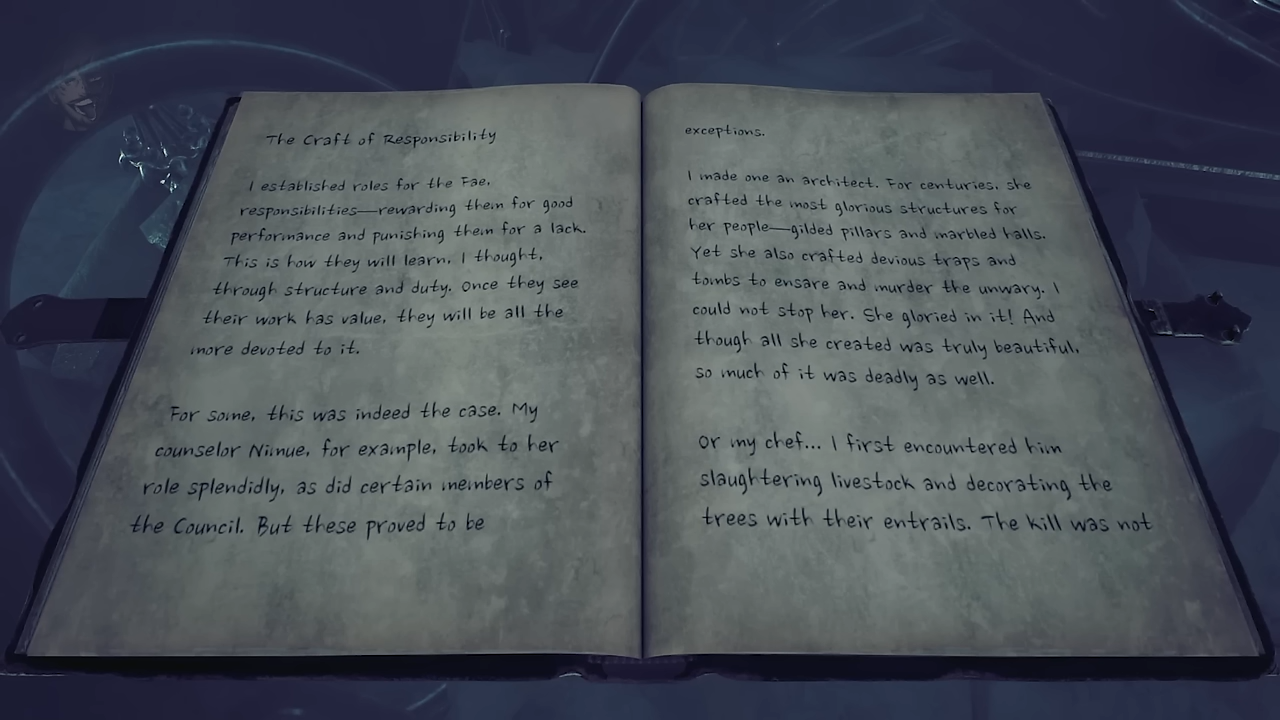 The Craft of Responsibility
I established roles for the Fae,
responsibilities—rewarding them for good
performance and punishing them for a lack.
This is how they will learn, I thought,
through structure and duty. Once they see
their work has value, they will be all the
more devoted to it.
For some, this was indeed the case. My
counselor Nimue, for example, took to her
role splendidly, as did certain members of
the Council. But these proved to be
exceptions.
I made one an architect. For centuries, she
crafted the most glorious structures for
her people—gilded pillars and marbled halls.
Yet she also crafted devious traps and
tombs to ensare and murder the unwary. I
could not stop her. She gloried in it! And
though all she created was truly beautiful,
so much of it was deadly as well.
Or my chef... I first encountered him
slaughtering livestock and decorating the
trees with their entrails. The kill was not